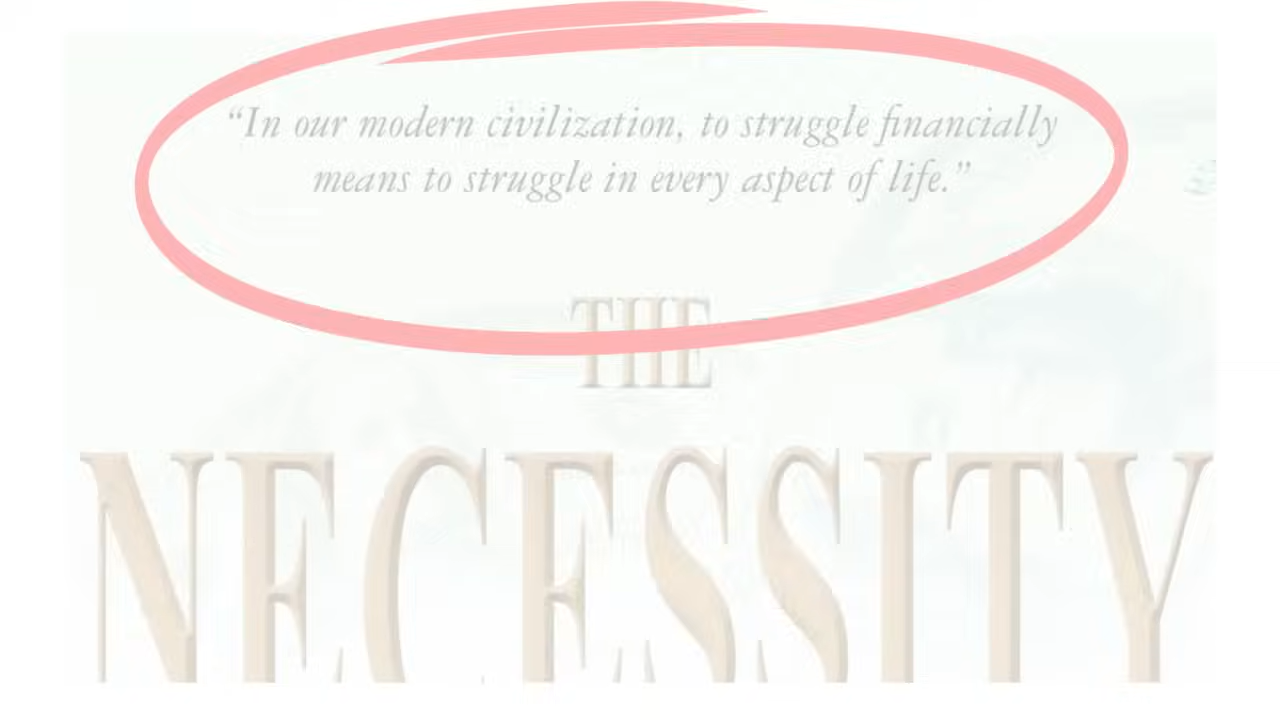 “In our modern civilization, to struggle financially
means to struggle in every aspect of life.”
THE
NECESSITY